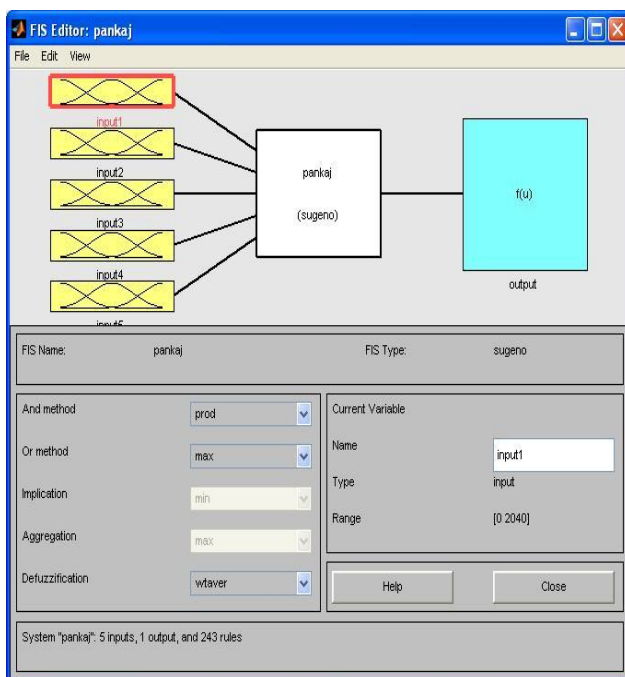 FIS Editor: pankaj
File Edit View
input1
input2
input3
input4
input5
pankaj
(sugeno)
f(u)
output
FIS Name: pankaj FIS Type: sugeno
And method prod
Or method max
Implication min
Aggregation max
Defuzzification wtaver
Current Variable
Name input1
Type input
Range [0 2040]
Help Close
System "pankaj": 5 inputs, 1 output, and 243 rules